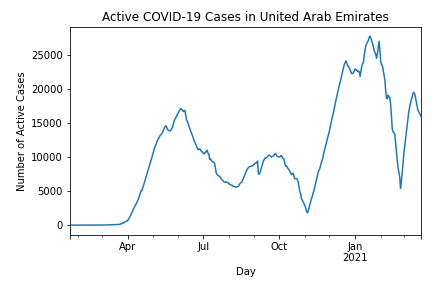 Active COVID-19 Cases in United Arab Emirates
Number of Active Cases
25000
20000
15000
10000
5000
0
Apr
Jul
Oct
Jan
2021
Day